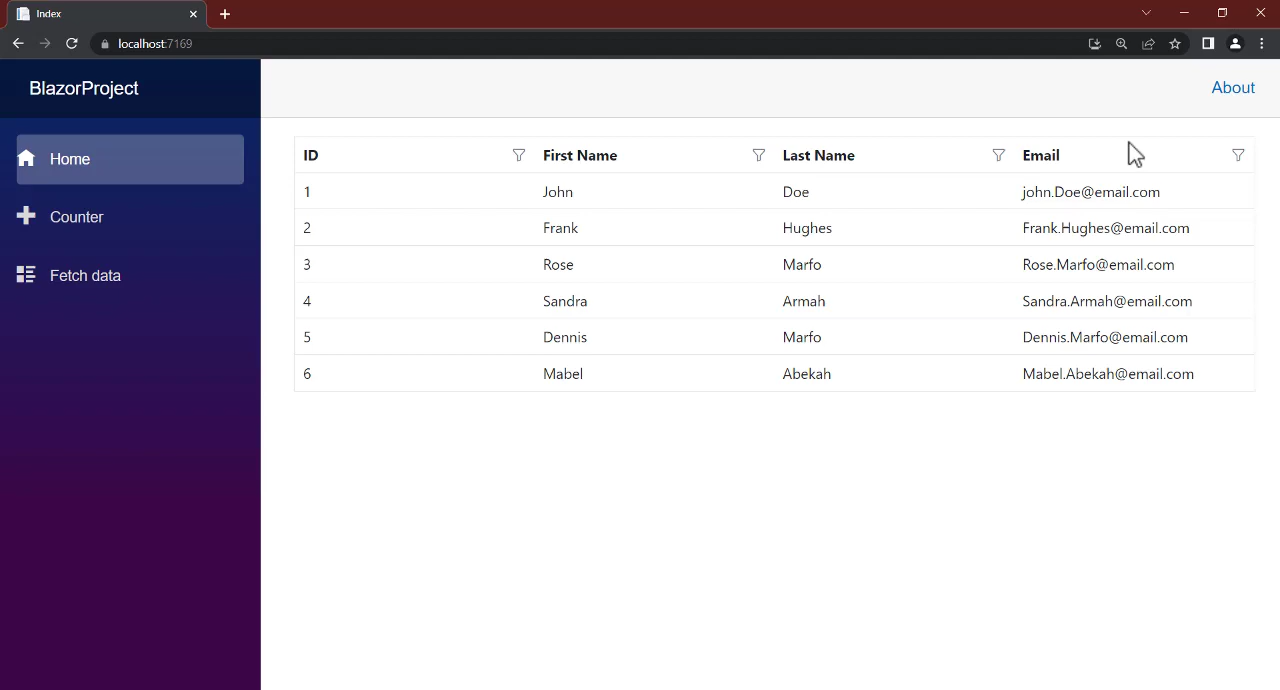 Index
localhost:7169
BlazorProject
About
Home
Counter
Fetch data
ID First Name Last Name Email
1 John Doe john.Doe@email.com
2 Frank Hughes Frank.Hughes@email.com
3 Rose Marfo Rose.Marfo@email.com
4 Sandra Armah Sandra.Armah@email.com
5 Dennis Marfo Dennis.Marfo@email.com
6 Mabel Abekah Mabel.Abekah@email.com